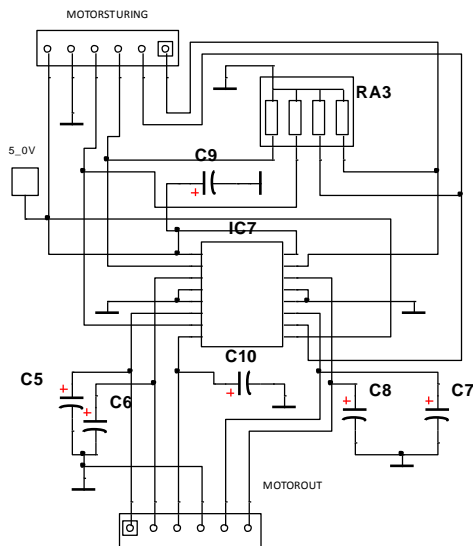 MOTORSTURING
RA3
5_0V
C9
+
IC7
C10
C5
+
C6
+
+
C8
+
C7
+
MOTOROUT